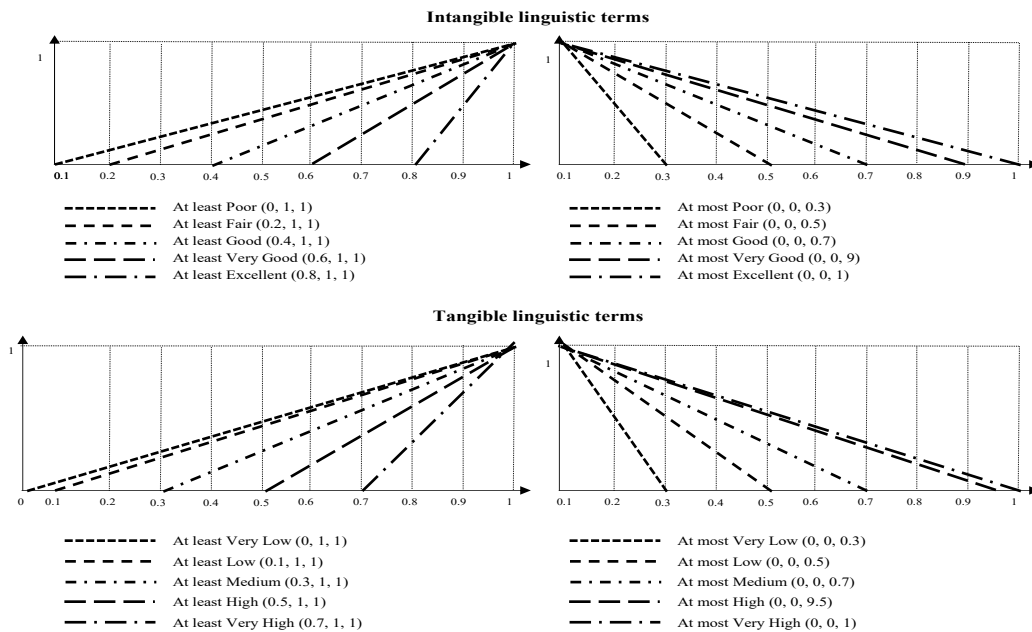 Intangible linguistic terms
1
0.1 0.2 0.3 0.4 0.5 0.6 0.7 0.8 0.9 1
At least Poor (0, 1, 1)
At least Fair (0.2, 1, 1)
At least Good (0.4, 1, 1)
At least Very Good (0.6, 1, 1)
At least Excellent (0.8, 1, 1)
1
0.1 0.2 0.3 0.4 0.5 0.6 0.7 0.8 0.9 1
At most Poor (0, 0, 0.3)
At most Fair (0, 0, 0.5)
At most Good (0, 0, 0.7)
At most Very Good (0, 0, 9)
At most Excellent (0, 0, 1)
Tangible linguistic terms
1
0 0.1 0.2 0.3 0.4 0.5 0.6 0.7 0.8 0.9 1
At least Very Low (0, 1, 1)
At least Low (0.1, 1, 1)
At least Medium (0.3, 1, 1)
At least High (0.5, 1, 1)
At least Very High (0.7, 1, 1)
1
0.1 0.2 0.3 0.4 0.5 0.6 0.7 0.8 0.9 1
At most Very Low (0, 0, 0.3)
At most Low (0, 0, 0.5)
At most Medium (0, 0, 0.7)
At most High (0, 0, 9.5)
At most Very High (0, 0, 1)